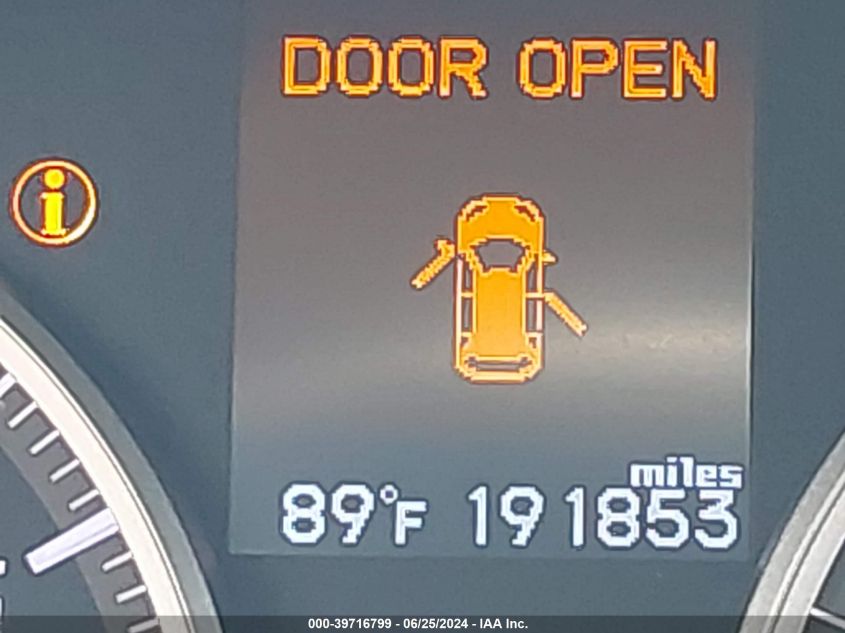 DOOR OPEN
i
miles
89°F 191853
000-39716799 - 06/25/2024 - IAA Inc.